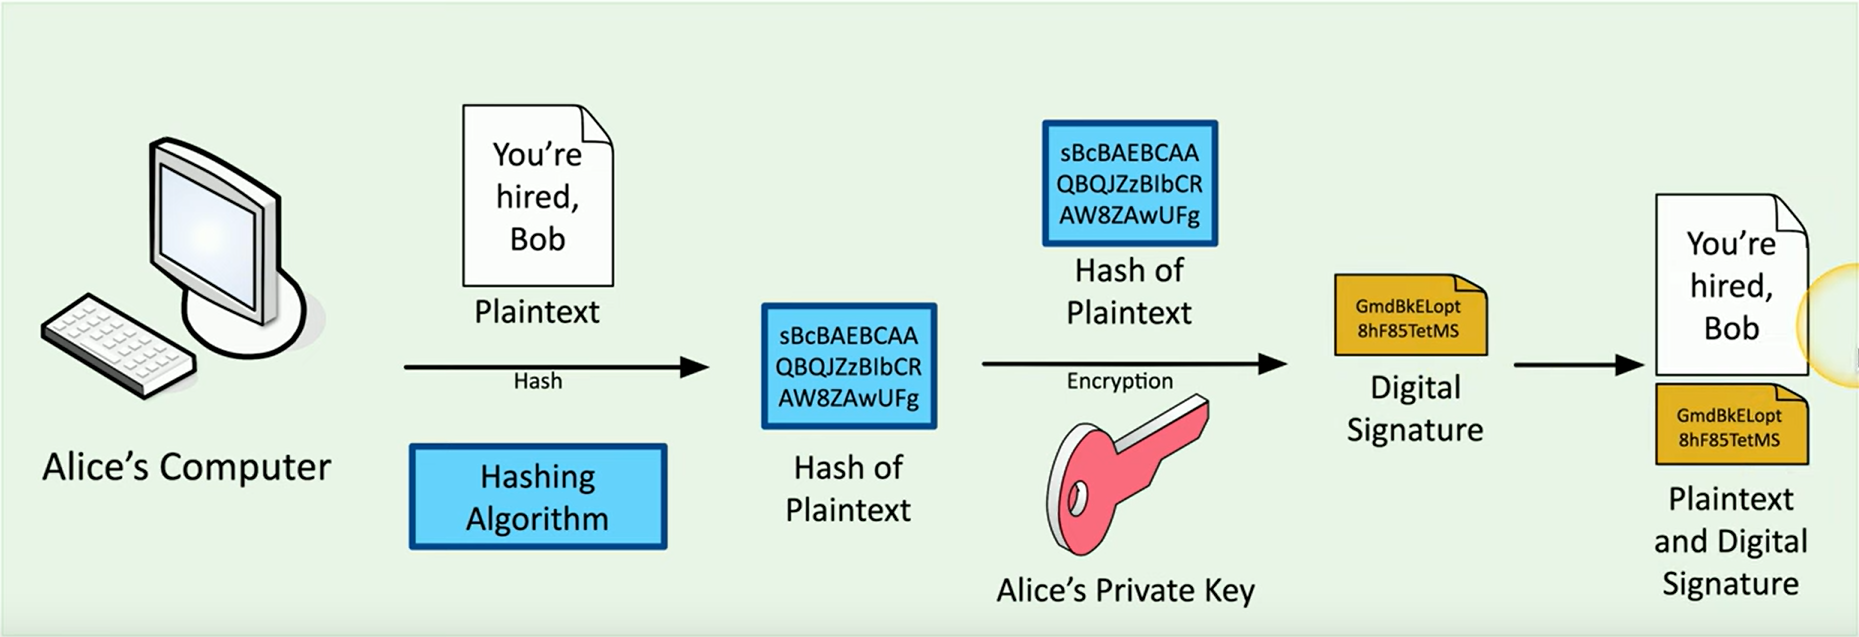 Alice's Computer
You're
hired,
Bob
Plaintext
Hash
Hashing
Algorithm
sBcBAEBCAA
QBQJZzBIbCR
AW8ZAwUFg
Hash of
Plaintext
sBcBAEBCAA
QBQJZzBIbCR
AW8ZAwUFg
Hash of
Plaintext
Encryption
Alice's Private Key
GmdBkELopt
8hF85TetMS
Digital
Signature
You're
hired,
Bob
GmdBkELopt
8hF85TetMS
Plaintext
and Digital
Signature